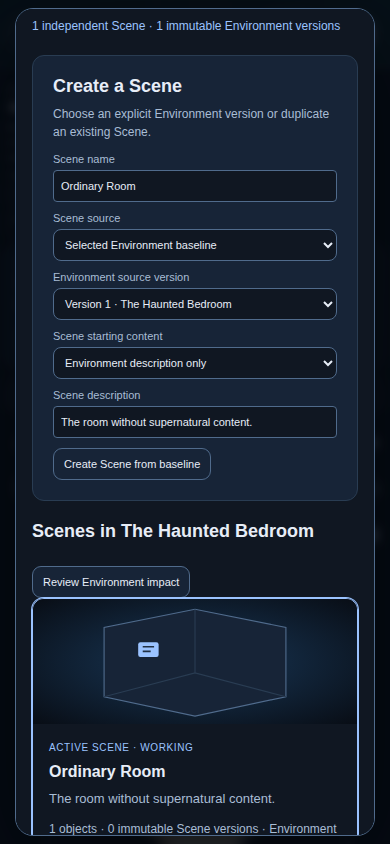 1 independent Scene · 1 immutable Environment versions
Create a Scene
Choose an explicit Environment version or duplicate
an existing Scene.
Scene name
Ordinary Room
Scene source
Selected Environment baseline
Environment source version
Version 1 · The Haunted Bedroom
Scene starting content
Environment description only
Scene description
The room without supernatural content.
Create Scene from baseline
Scenes in The Haunted Bedroom
Review Environment impact
ACTIVE SCENE · WORKING
Ordinary Room
The room without supernatural content.
1 objects · 0 immutable Scene versions · Environment